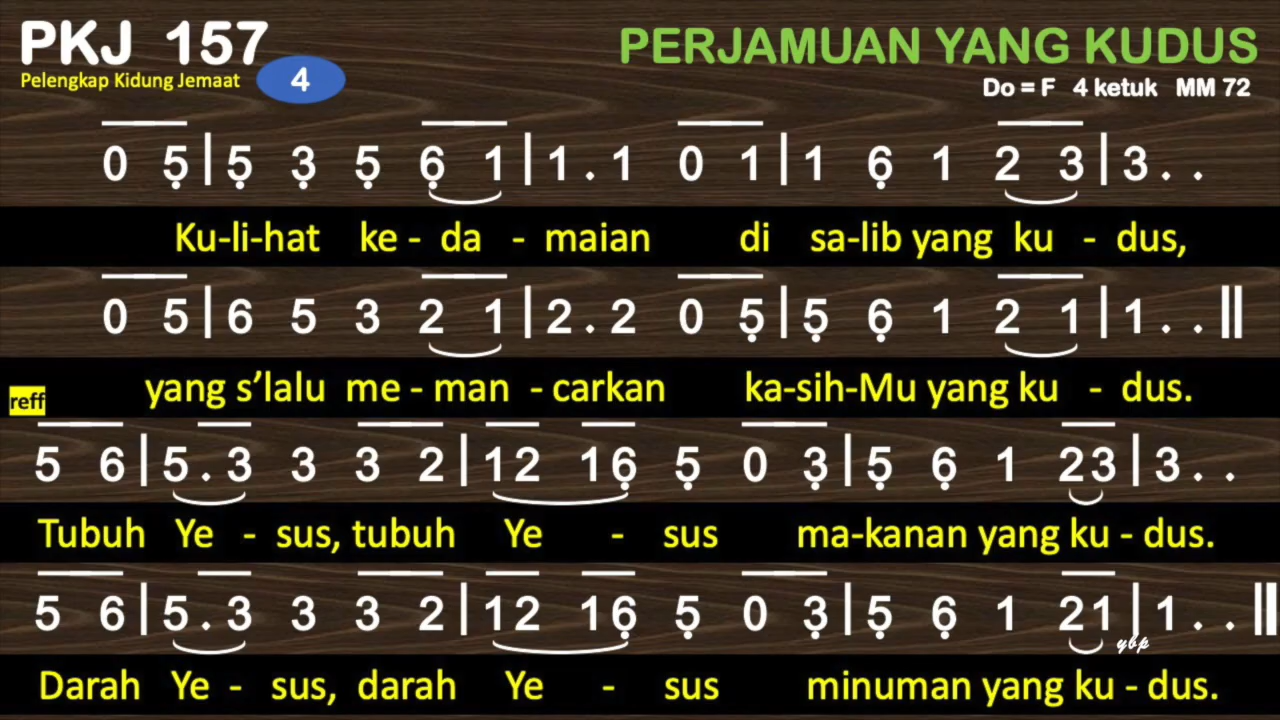 PKJ 157
PERJAMUAN YANG KUDUS
Pelengkap Kidung Jemaat
4
Do = F 4 ketuk MM 72
0 5̣ | 5̣ 3̣ 5̣ 6̣ 1 | 1 . 1 0 1 | 1 6̣ 1 2 3 | 3 . .
Ku-li-hat ke - da - maian di sa-lib yang ku - dus,
0 5 | 6 5 3 2 1 | 2 . 2 0 5̣ | 5̣ 6̣ 1 2 1 | 1 . . ||
reff
yang s’lalu me - man - carkan ka-sih-Mu yang ku - dus.
5 6 | 5 . 3 3 3 2 | 12 16̣ 5̣ 0 3̣ | 5̣ 6̣ 1 23 | 3 . .
Tubuh Ye - sus, tubuh Ye - sus ma-kanan yang ku - dus.
5 6 | 5 . 3 3 3 2 | 12 16̣ 5̣ 0 3̣ | 5̣ 6̣ 1 21 | 1 . . ||
ybp
Darah Ye - sus, darah Ye - sus minuman yang ku - dus.